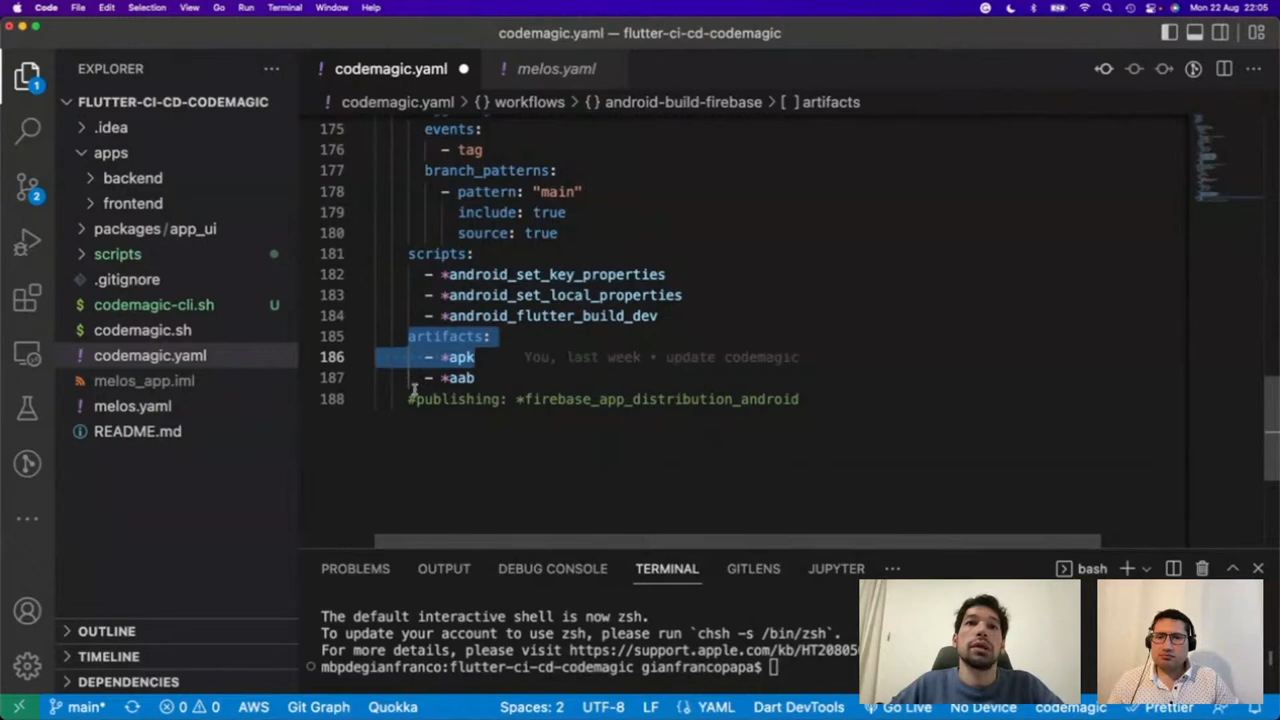 Code File Edit Selection View Go Run Terminal Window Help Mon 22 Aug 22:05
codemagic.yaml — flutter-ci-cd-codemagic
EXPLORER
1
FLUTTER-CI-CD-CODEMAGIC
.idea
apps
backend
frontend
packages/app_ui
scripts
.gitignore
codemagic-cli.sh U
codemagic.sh
codemagic.yaml
melos_app.iml
melos.yaml
README.md
OUTLINE
TIMELINE
DEPENDENCIES
2
codemagic.yaml melos.yaml
codemagic.yaml > {} workflows > {} android-build-firebase > [ ] artifacts
175 events:
176 - tag
177 branch_patterns:
178 - pattern: "main"
179 include: true
180 source: true
181 scripts:
182 - *android_set_key_properties
183 - *android_set_local_properties
184 - *android_flutter_build_dev
185 artifacts:
186 - *apk You, last week • update codemagic
187 - *aab
188 #publishing: *firebase_app_distribution_android
PROBLEMS OUTPUT DEBUG CONSOLE TERMINAL GITLENS JUPYTER bash
The default interactive shell is now zsh.
To update your account to use zsh, please run `chsh -s /bin/zsh`.
For more details, please visit https://support.apple.com/kb/HT20805
mbpdegianfranco:flutter-ci-cd-codemagic gianfrancopapa$
main* 0 0 AWS Git Graph Quokka Spaces: 2 UTF-8 LF YAML Dart DevTools Go Live No Device codemagic Prettier